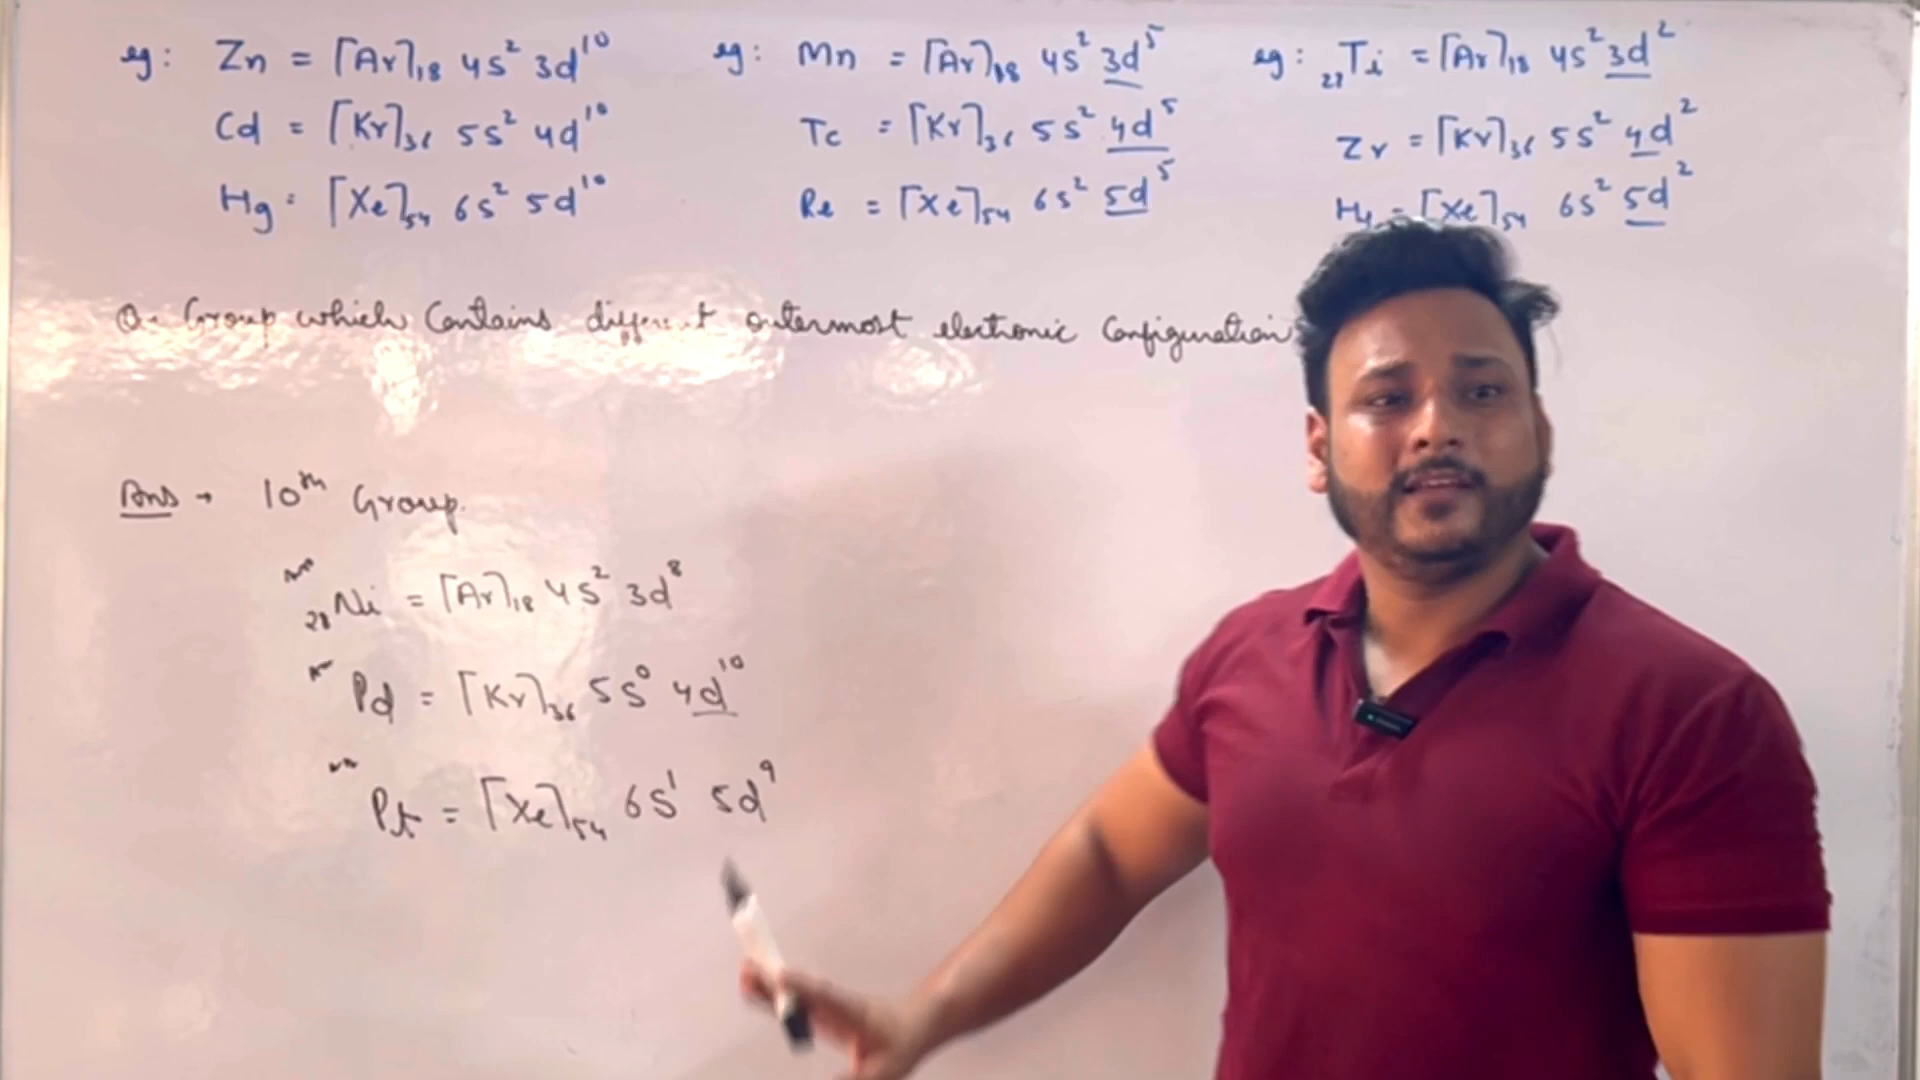 eg: Zn = [Ar]₁₈ 4s² 3d¹⁰
Cd = [Kr]₃₆ 5s² 4d¹⁰
Hg = [Xe]₅₄ 6s² 5d¹⁰
eg: Mn = [Ar]₁₈ 4s² 3d⁵
Tc = [Kr]₃₆ 5s² 4d⁵
Re = [Xe]₅₄ 6s² 5d⁵
eg: ₂₂Ti = [Ar]₁₈ 4s² 3d²
Zr = [Kr]₃₆ 5s² 4d²
Hf = [Xe]₅₄ 6s² 5d²
Q. Group which Contains different outermost electronic Configuration
Ans → 10th Group.
₂₈Ni = [Ar]₁₈ 4s² 3d⁸
Pd = [Kr]₃₆ 5s⁰ 4d¹⁰
Pt = [Xe]₅₄ 6s¹ 5d⁹